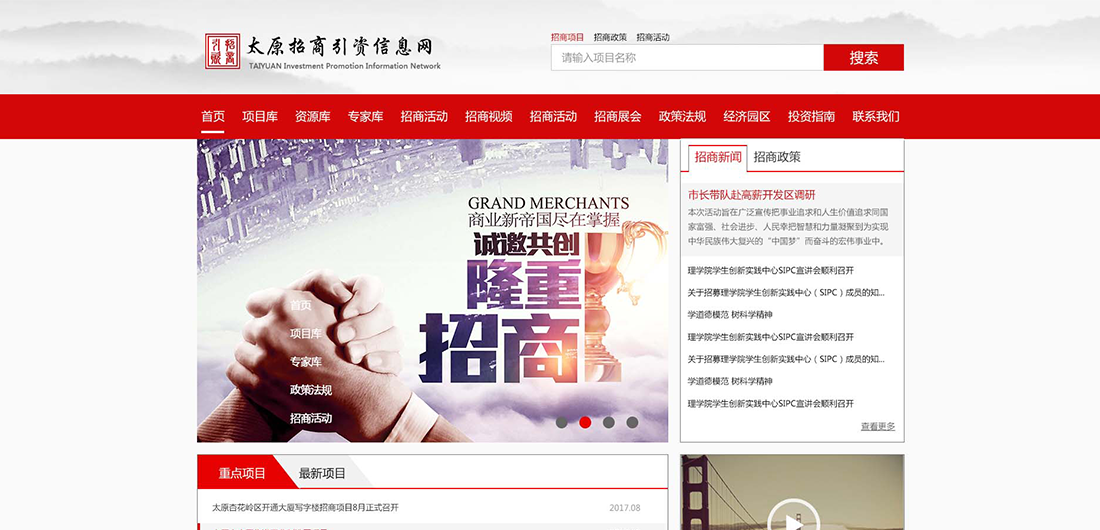 招商引资
太原招商引资信息网
TAIYUAN Investment Promotion Information Network
招商项目 招商政策 招商活动
请输入项目名称
搜索
首页 项目库 资源库 专家库 招商活动 招商视频 招商活动 招商展会 政策法规 经济园区 投资指南 联系我们
GRAND MERCHANTS
商业新帝国尽在掌握
诚邀共创
隆重
招商
首页
项目库
专家库
政策法规
招商活动
招商新闻 招商政策
市长带队赴高薪开发区调研
本次活动旨在广泛宣传把事业追求和人生价值追求同国
家富强、社会进步、人民幸把智慧和力量凝聚到为实现
中华民族伟大复兴的“中国梦”而奋斗的宏伟事业中。
理学院学生创新实践中心SIPC宣讲会顺利召开
关于招募理学院学生创新实践中心（SIPC）成员的知...
学道德模范 树科学精神
理学院学生创新实践中心SIPC宣讲会顺利召开
关于招募理学院学生创新实践中心（SIPC）成员的知...
学道德模范 树科学精神
理学院学生创新实践中心SIPC宣讲会顺利召开
查看更多
重点项目 最新项目
太原杏花岭区开通大厦写字楼招商项目8月正式召开 2017.08